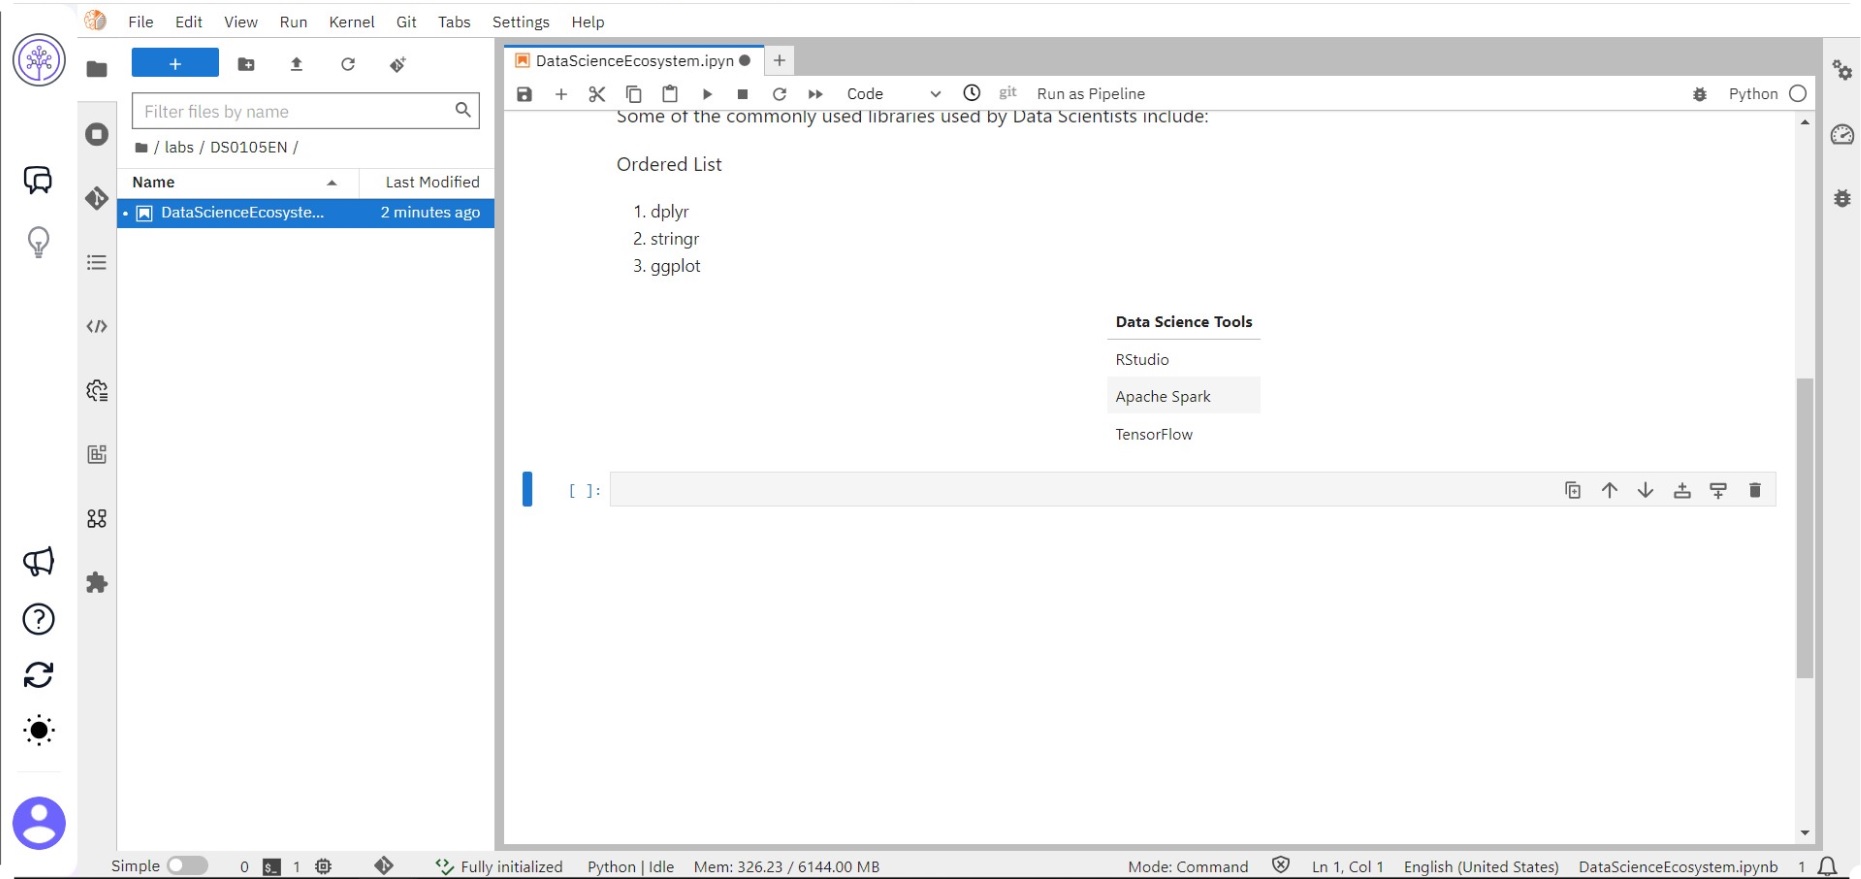 File Edit View Run Kernel Git Tabs Settings Help
+
DataScienceEcosystem.ipyn
+
Code
git
Run as Pipeline
Python
Filter files by name
/ labs / DS0105EN /
Name Last Modified
DataScienceEcosyste... 2 minutes ago
Some of the commonly used libraries used by Data Scientists include:
Ordered List
1. dplyr
2. stringr
3. ggplot
Data Science Tools
RStudio
Apache Spark
TensorFlow
[ ]:
Simple 0 $_ 1 Fully initialized Python | Idle Mem: 326.23 / 6144.00 MB Mode: Command Ln 1, Col 1 English (United States) DataScienceEcosystem.ipynb 1